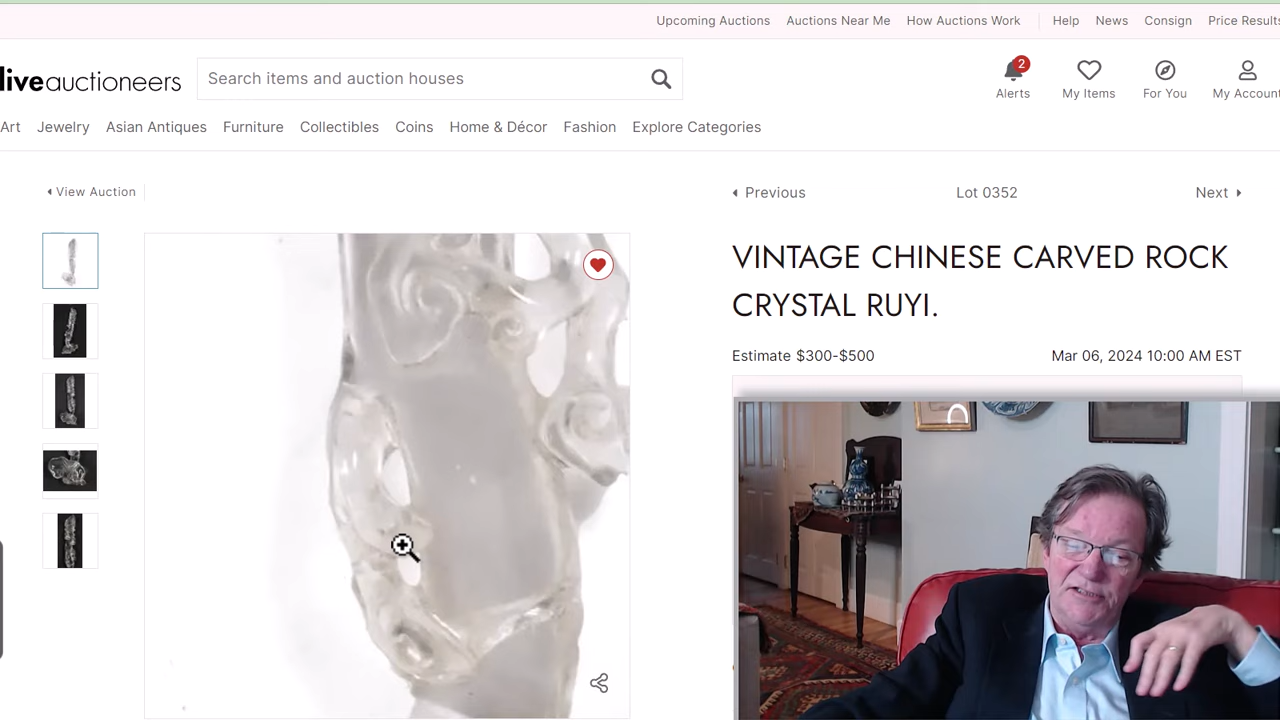 Upcoming Auctions Auctions Near Me How Auctions Work Help News Consign Price Results
liveauctioneers
Search items and auction houses
2
Alerts My Items For You My Account
Art Jewelry Asian Antiques Furniture Collectibles Coins Home & Décor Fashion Explore Categories
View Auction
Previous Lot 0352 Next
VINTAGE CHINESE CARVED ROCK
CRYSTAL RUYI.
Estimate $300-$500 Mar 06, 2024 10:00 AM EST